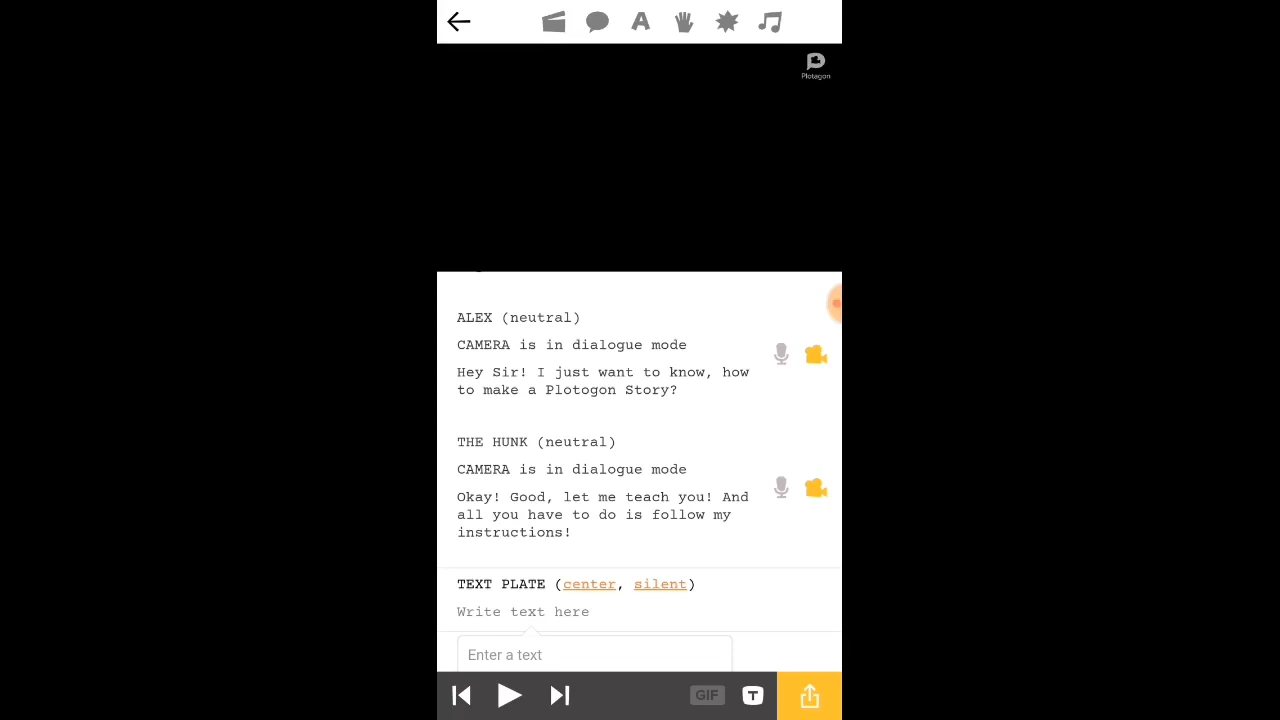 A
Plotagon
ALEX (neutral)
CAMERA is in dialogue mode
Hey Sir! I just want to know, how
to make a Plotogon Story?
THE HUNK (neutral)
CAMERA is in dialogue mode
Okay! Good, let me teach you! And
all you have to do is follow my
instructions!
TEXT PLATE (center, silent)
Write text here
Enter a text
GIF
T